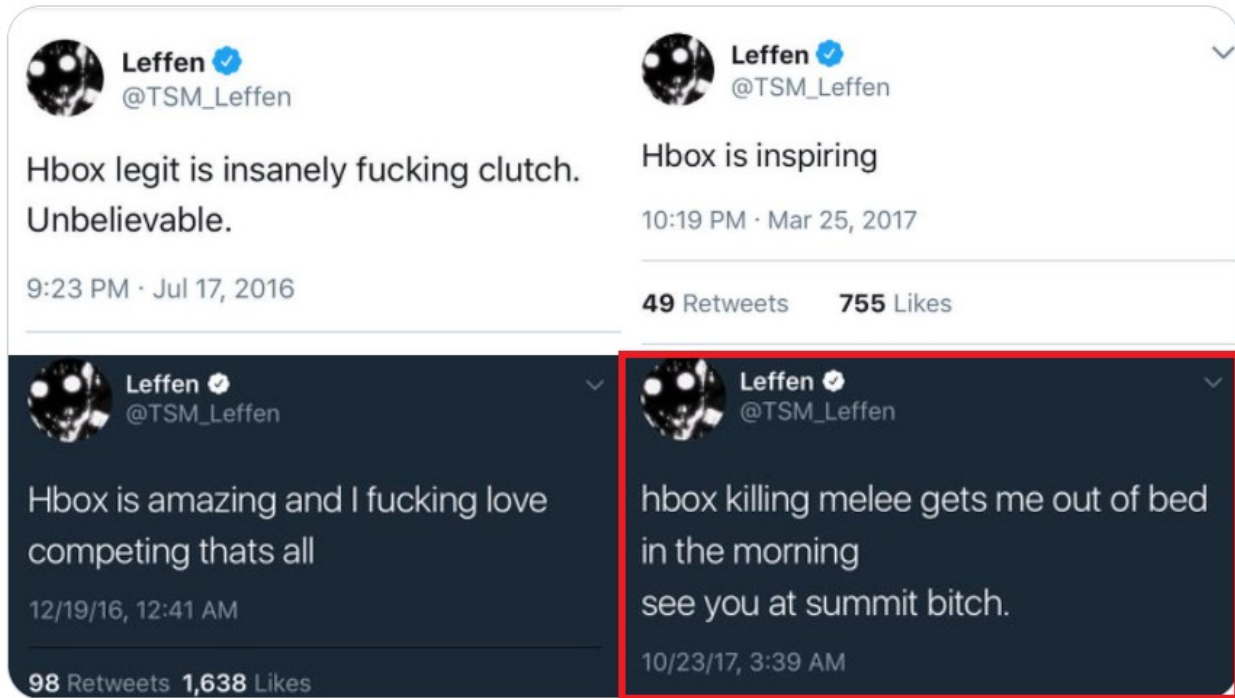 Leffen
@TSM_Leffen
Hbox legit is insanely fucking clutch.
Unbelievable.
9:23 PM · Jul 17, 2016
Leffen
@TSM_Leffen
Hbox is inspiring
10:19 PM · Mar 25, 2017
49 Retweets 755 Likes
Leffen
@TSM_Leffen
Hbox is amazing and I fucking love
competing thats all
12/19/16, 12:41 AM
98 Retweets 1,638 Likes
Leffen
@TSM_Leffen
hbox killing melee gets me out of bed
in the morning
see you at summit bitch.
10/23/17, 3:39 AM